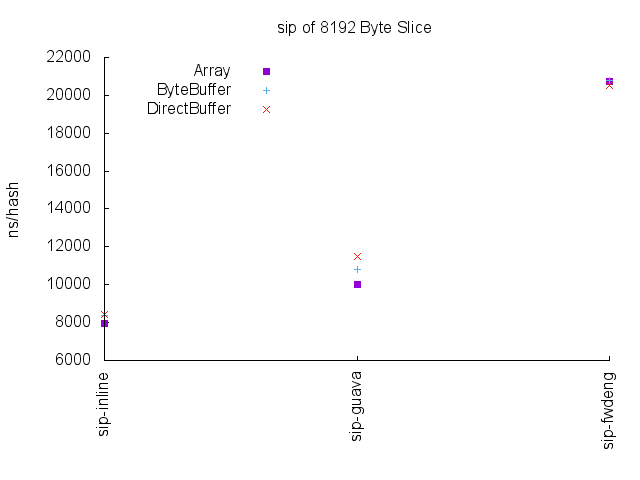 sip of 8192 Byte Slice
22000
20000
18000
16000
14000
12000
10000
8000
6000
ns/hash
Array
ByteBuffer
DirectBuffer
sip-inline
sip-guava
sip-fwdeng